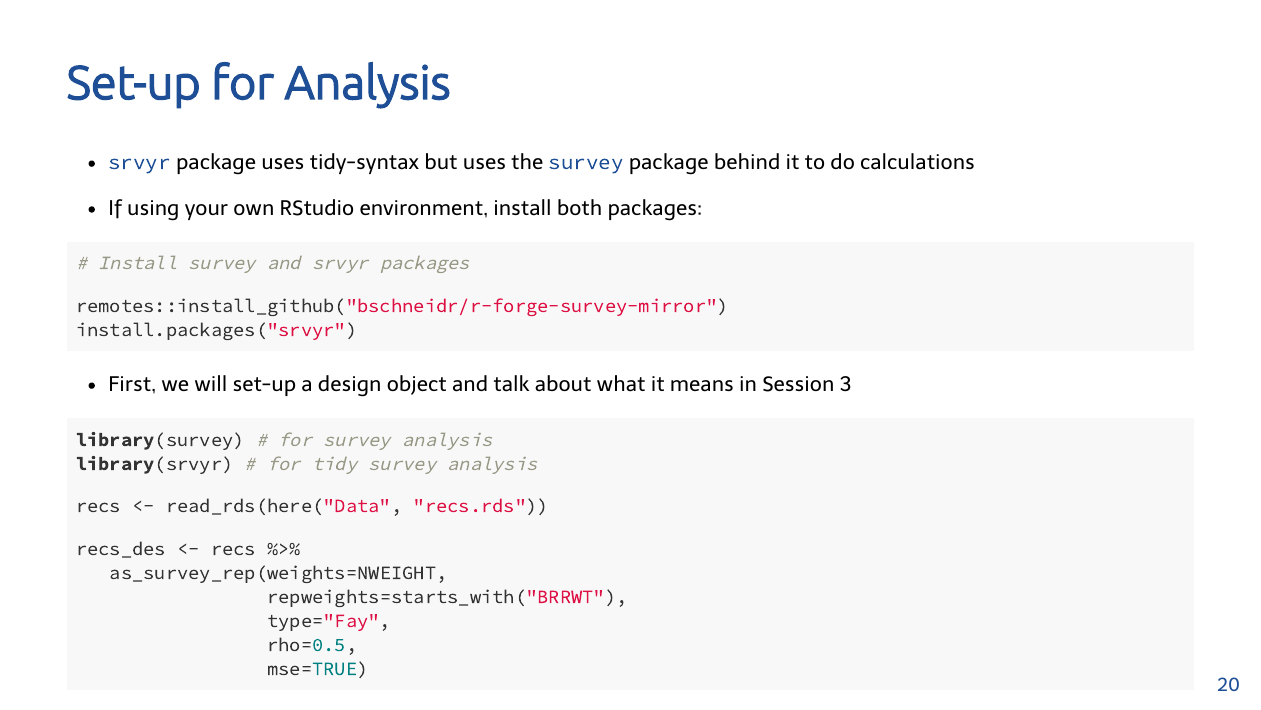 Set-up for Analysis
• srvyr package uses tidy-syntax but uses the survey package behind it to do calculations
• If using your own RStudio environment, install both packages:
# Install survey and srvyr packages
remotes::install_github("bschneidr/r-forge-survey-mirror")
install.packages("srvyr")
• First, we will set-up a design object and talk about what it means in Session 3
library(survey) # for survey analysis
library(srvyr) # for tidy survey analysis
recs <- read_rds(here("Data", "recs.rds"))
recs_des <- recs %>%
   as_survey_rep(weights=NWEIGHT,
                 repweights=starts_with("BRRWT"),
                 type="Fay",
                 rho=0.5,
                 mse=TRUE)
20